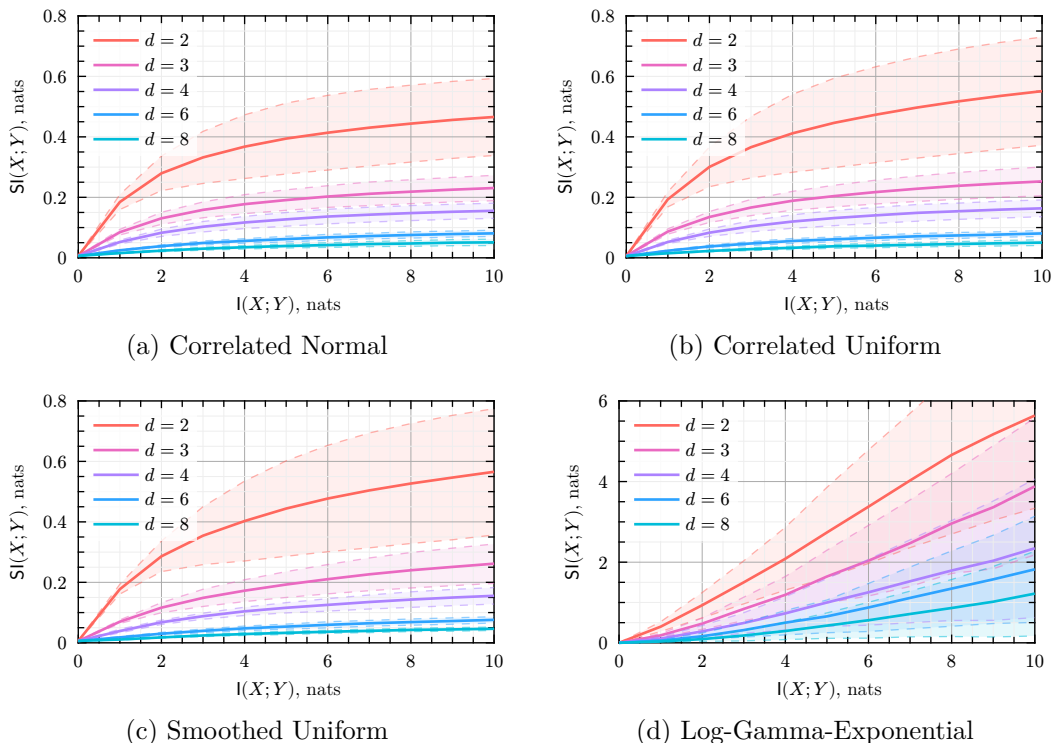 0.8
0.6
0.4
0.2
0
SI(X; Y), nats
d = 2
d = 3
d = 4
d = 6
d = 8
0 2 4 6 8 10
I(X; Y), nats
(a) Correlated Normal
0.8
0.6
0.4
0.2
0
SI(X; Y), nats
d = 2
d = 3
d = 4
d = 6
d = 8
0 2 4 6 8 10
I(X; Y), nats
(b) Correlated Uniform
0.8
0.6
0.4
0.2
0
SI(X; Y), nats
d = 2
d = 3
d = 4
d = 6
d = 8
0 2 4 6 8 10
I(X; Y), nats
(c) Smoothed Uniform
6
4
2
0
SI(X; Y), nats
d = 2
d = 3
d = 4
d = 6
d = 8
0 2 4 6 8 10
I(X; Y), nats
(d) Log-Gamma-Exponential